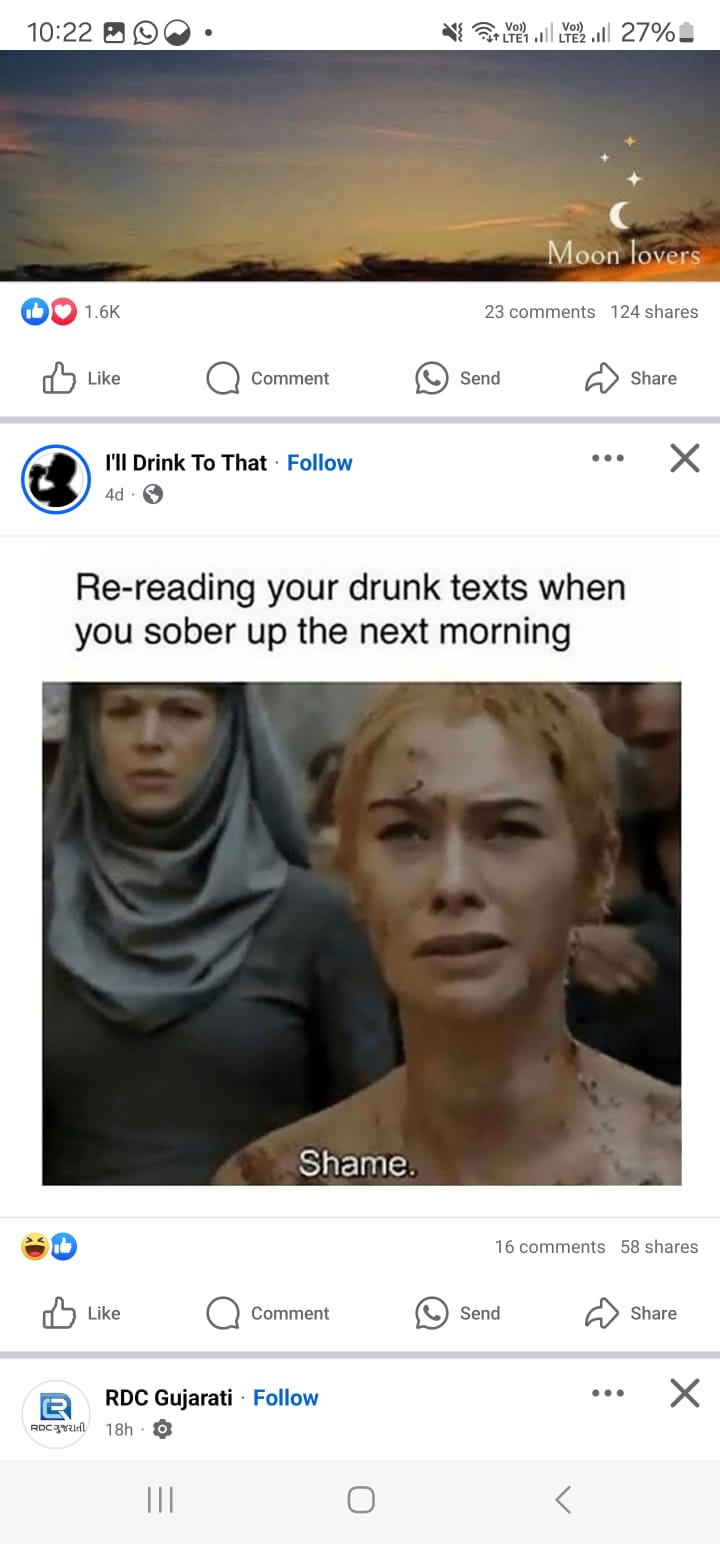 10:22
Vo)) LTE1
Vo)) LTE2
27%
Moon lovers
1.6K
23 comments 124 shares
Like
Comment
Send
Share
I'll Drink To That · Follow
4d ·
Re-reading your drunk texts when
you sober up the next morning
Shame.
16 comments 58 shares
Like
Comment
Send
Share
RDC Gujarati · Follow
RDC ગુજરાતી
18h ·